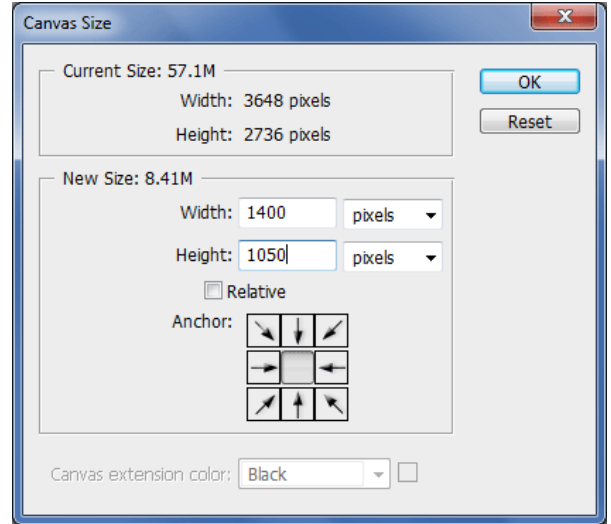 Canvas Size
Current Size: 57.1M
Width: 3648 pixels
Height: 2736 pixels
OK
Reset
New Size: 8.41M
Width: 1400 pixels
Height: 1050 pixels
Relative
Anchor:
Canvas extension color: Black